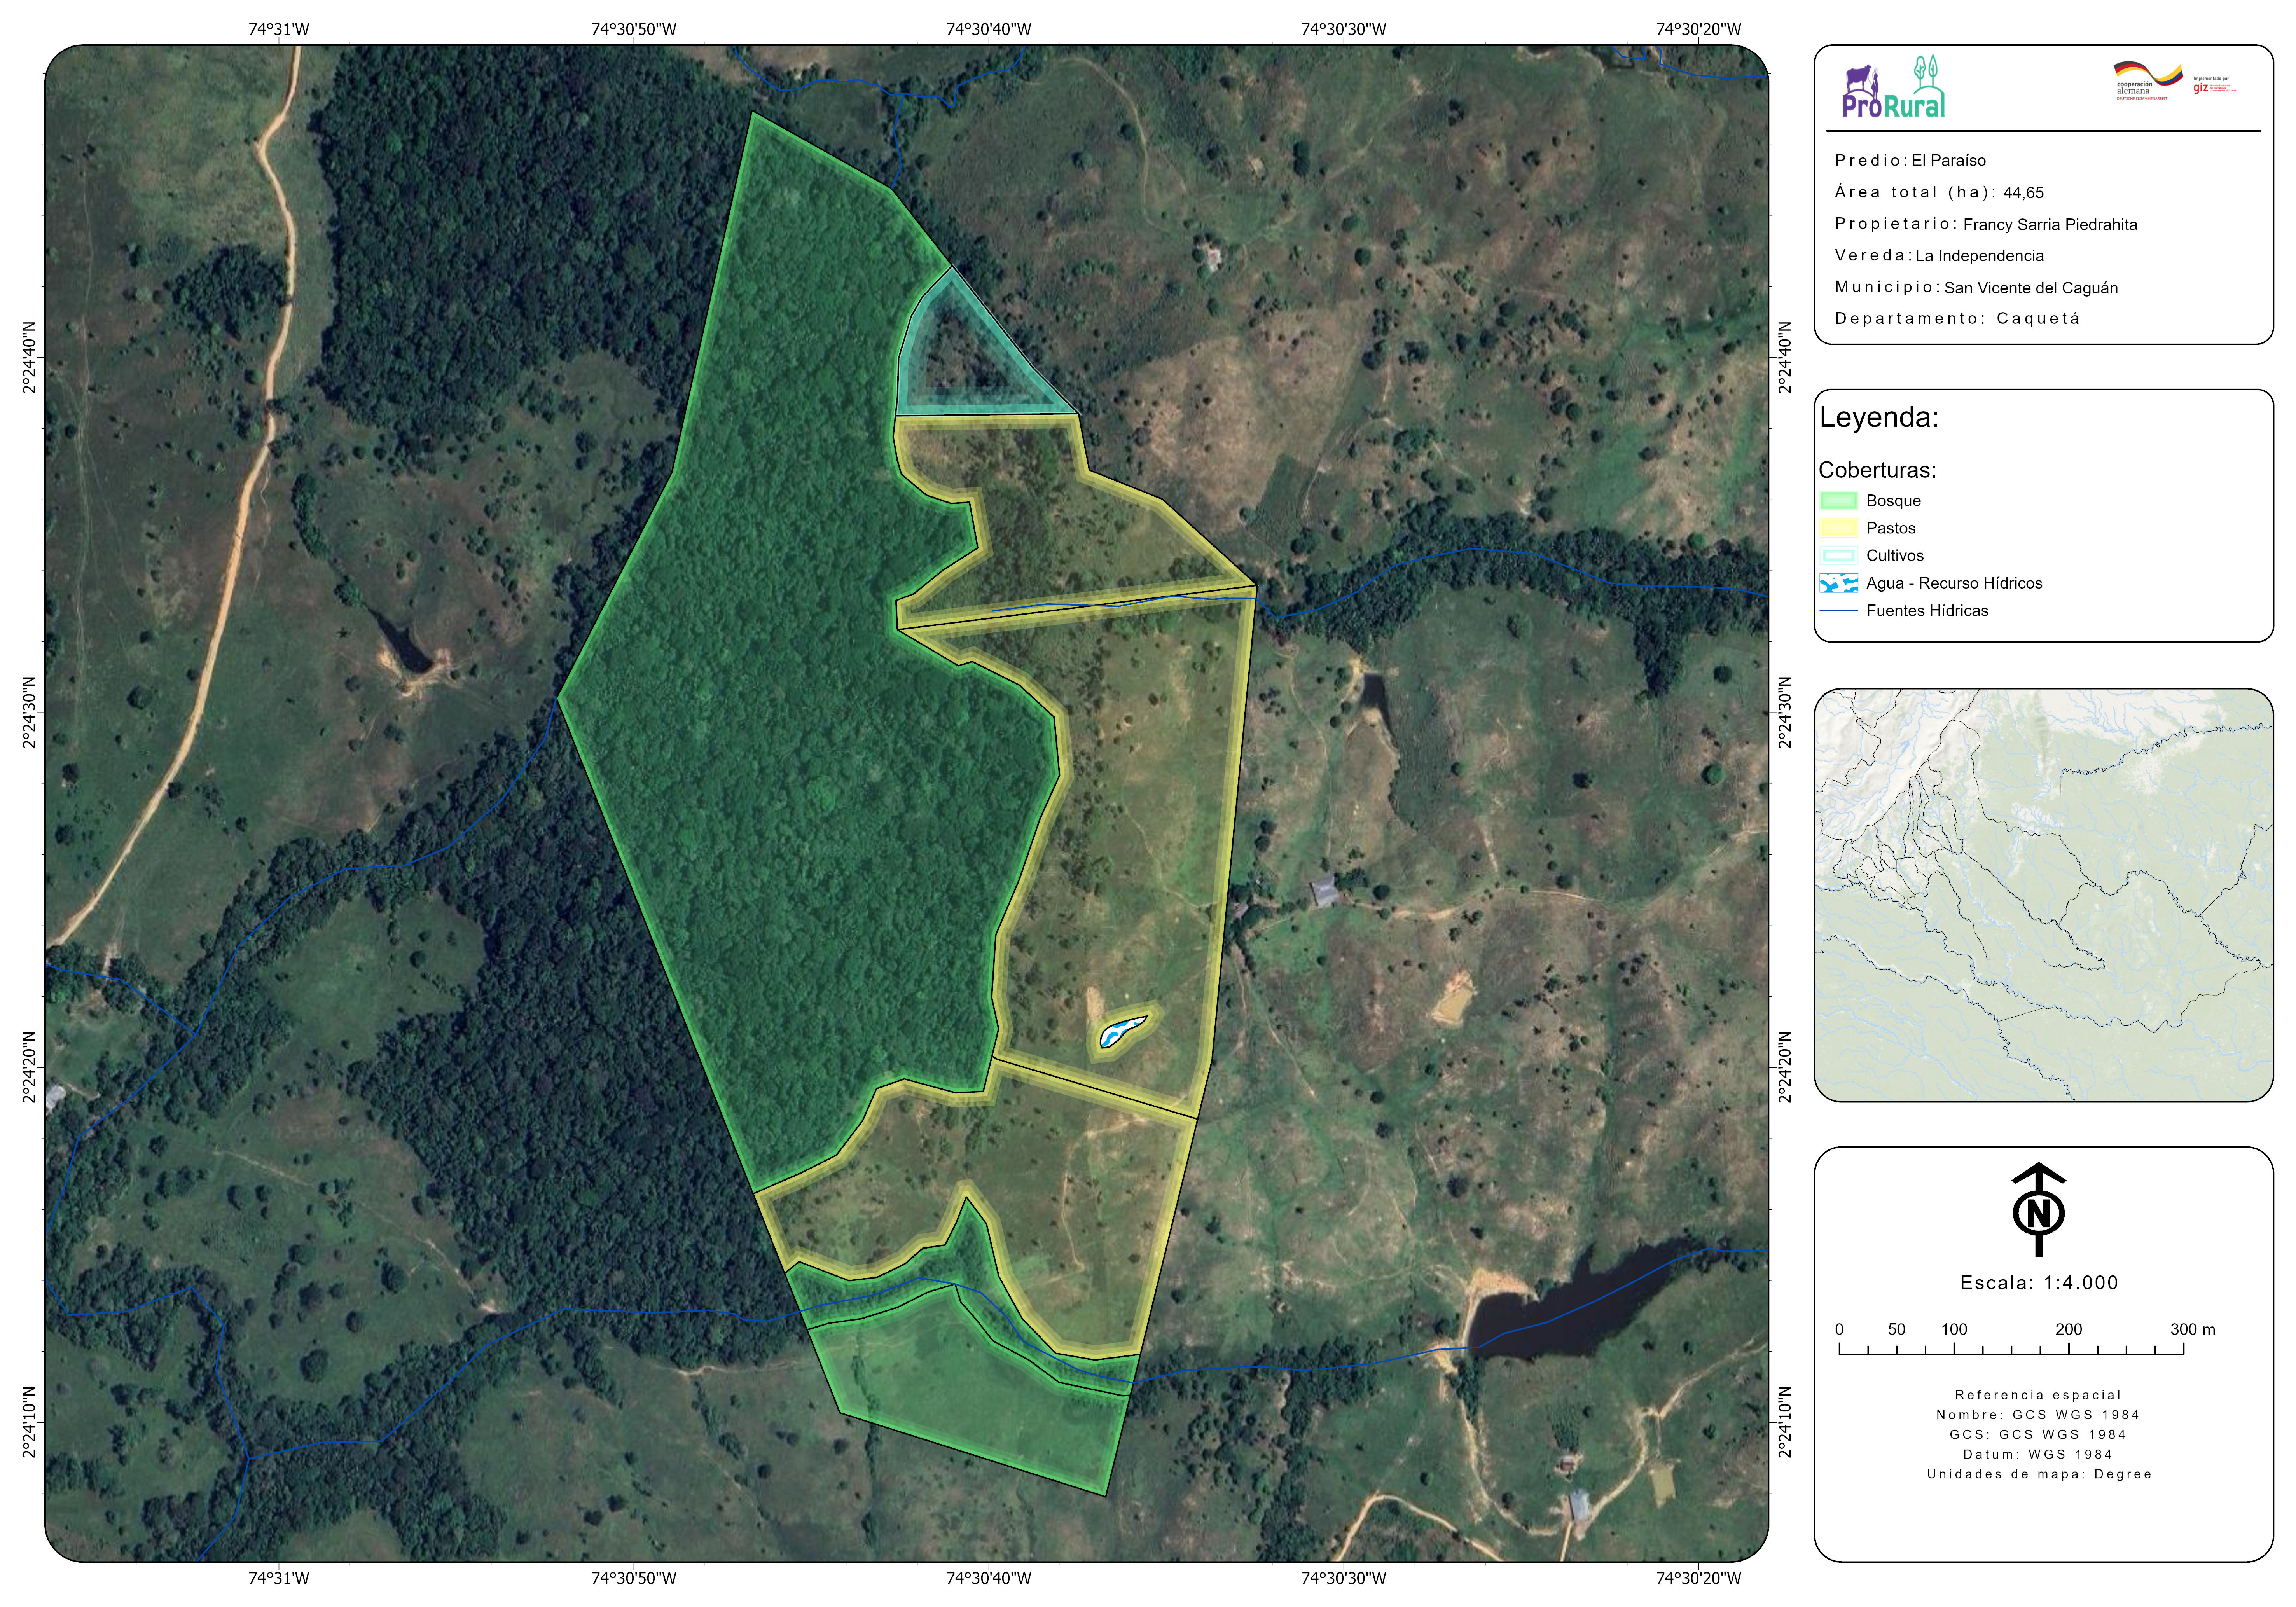 74°31'W
74°30'50"W
74°30'40"W
74°30'30"W
74°30'20"W
2°24'40"N
2°24'30"N
2°24'20"N
2°24'10"N
2°24'40"N
2°24'30"N
2°24'20"N
2°24'10"N
74°31'W
74°30'50"W
74°30'40"W
74°30'30"W
74°30'20"W
ProRural
cooperación
alemana
DEUTSCHE ZUSAMMENARBEIT
Implementada por
giz
Predio: El Paraíso
Área total (ha): 44,65
Propietario: Francy Sarria Piedrahita
Vereda: La Independencia
Municipio: San Vicente del Caguán
Departamento: Caquetá
Leyenda:
Coberturas:
Bosque
Pastos
Cultivos
Agua - Recurso Hídricos
Fuentes Hídricas
N
Escala: 1:4.000
0 50 100 200 300 m
Referencia espacial
Nombre: GCS WGS 1984
GCS: GCS WGS 1984
Datum: WGS 1984
Unidades de mapa: Degree